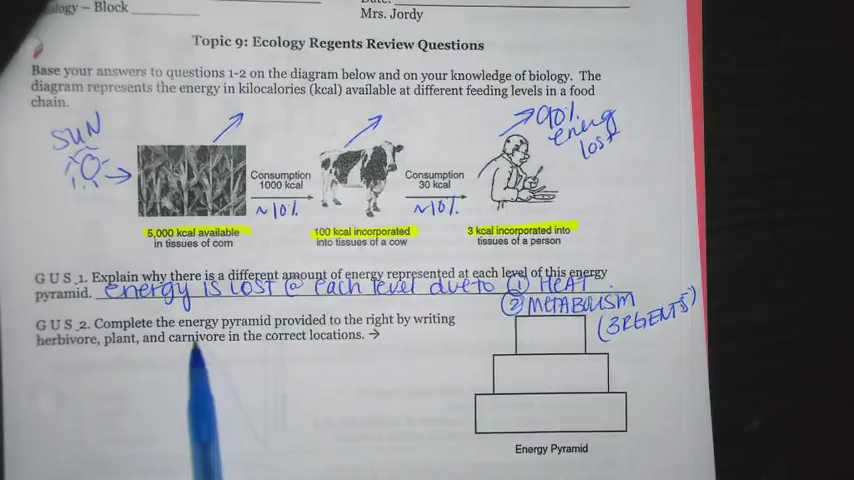 ology – Block
Date:
Mrs. Jordy
Topic 9: Ecology Regents Review Questions
Base your answers to questions 1-2 on the diagram below and on your knowledge of biology. The
diagram represents the energy in kilocalories (kcal) available at different feeding levels in a food
chain.
SUN
90%
energy
lost
Consumption
1000 kcal
~10%
Consumption
30 kcal
~10%
5,000 kcal available
in tissues of corn
100 kcal incorporated
into tissues of a cow
3 kcal incorporated into
tissues of a person
G U S 1. Explain why there is a different amount of energy represented at each level of this energy
pyramid. energy is LOST @ each level due to ① HEAT.
② METABOLISM
(3RGENTS)
G U S 2. Complete the energy pyramid provided to the right by writing
herbivore, plant, and carnivore in the correct locations. →
Energy Pyramid